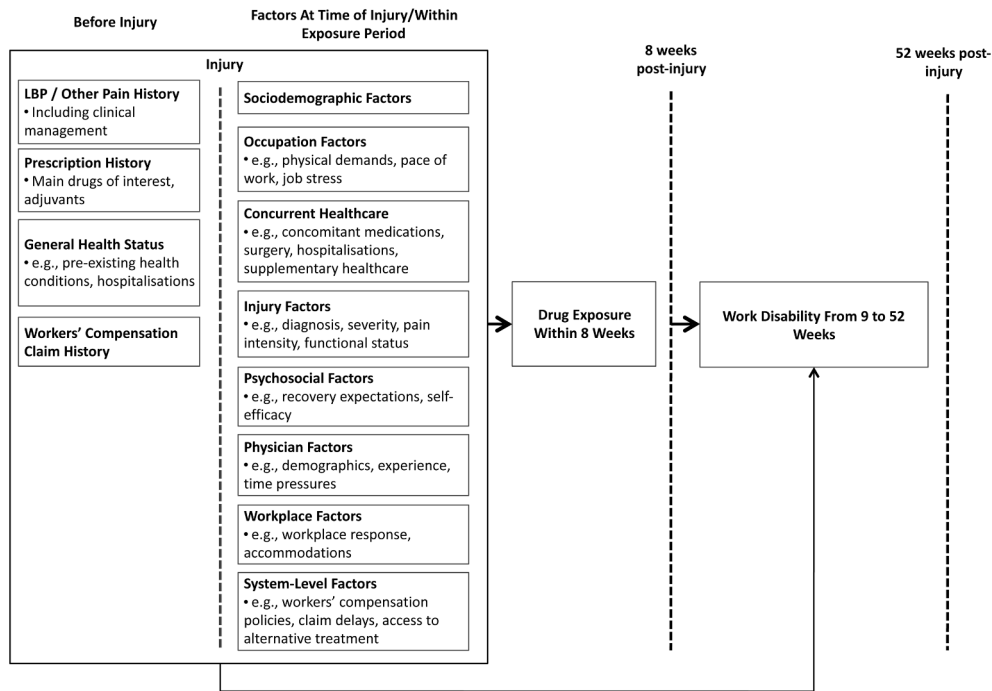 Before Injury
Factors At Time of Injury/Within
Exposure Period
8 weeks
post-injury
52 weeks post-
injury
Injury
LBP / Other Pain History
• Including clinical
management
Prescription History
• Main drugs of interest,
adjuvants
General Health Status
• e.g., pre-existing health
conditions, hospitalisations
Workers’ Compensation
Claim History
Sociodemographic Factors
Occupation Factors
• e.g., physical demands, pace of
work, job stress
Concurrent Healthcare
• e.g., concomitant medications,
surgery, hospitalisations,
supplementary healthcare
Injury Factors
• e.g., diagnosis, severity, pain
intensity, functional status
Psychosocial Factors
• e.g., recovery expectations, self-
efficacy
Physician Factors
• e.g., demographics, experience,
time pressures
Workplace Factors
• e.g., workplace response,
accommodations
System-Level Factors
• e.g., workers’ compensation
policies, claim delays, access to
alternative treatment
Drug Exposure
Within 8 Weeks
Work Disability From 9 to 52
Weeks